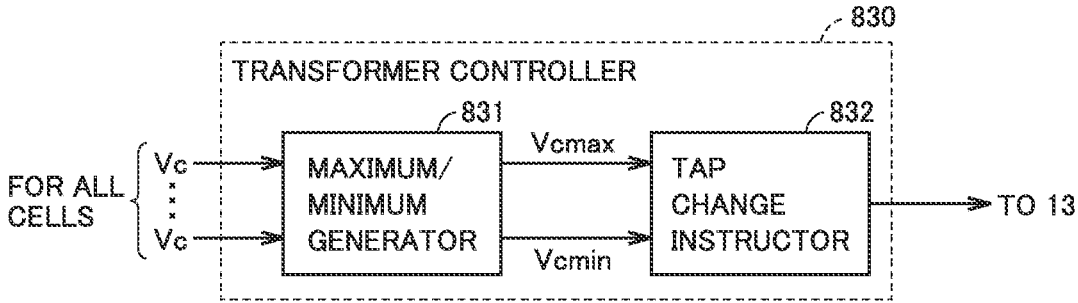 830
TRANSFORMER CONTROLLER
831
832
FOR ALL
CELLS
Vc
Vc
MAXIMUM/
MINIMUM
GENERATOR
Vcmax
Vcmin
TAP
CHANGE
INSTRUCTOR
TO 13